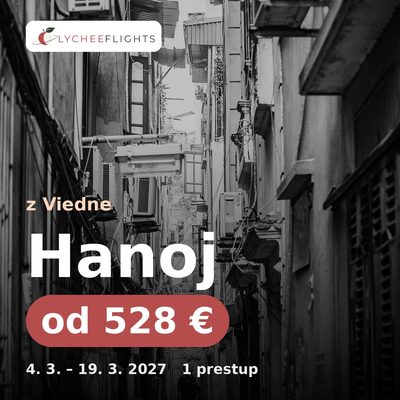 LYCHEEFLIGHTS
z Viedne
Hanoj
od 528 €
4. 3. – 19. 3. 2027 1 prestup